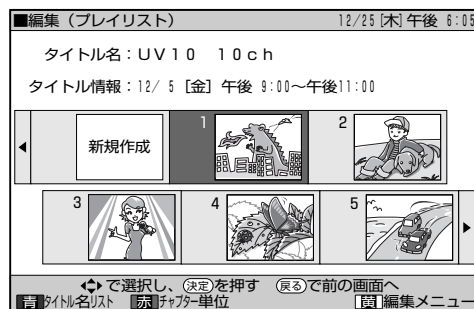 ■編集（プレイリスト） 12/25[木]午後 6:05
タイトル名：UV10 10ch
タイトル情報：12/ 5 [金] 午後 9:00～午後11:00
新規作成 1 2
3 4 5
で選択し、決定を押す 戻るで前の画面へ
青 タイトル名リスト 赤 チャプター単位 黄 編集メニュー